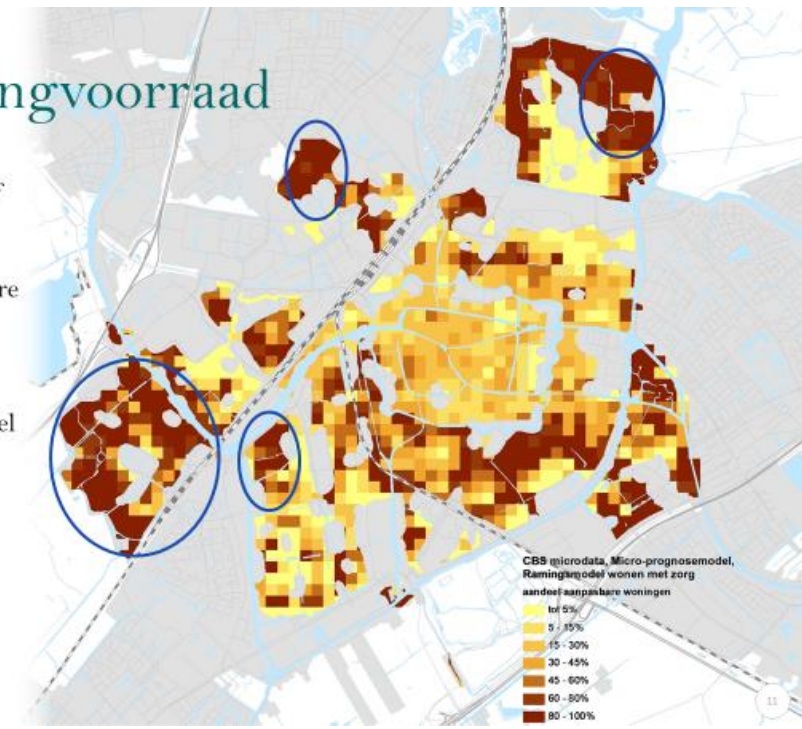 ngvoorraad
r
re
el
CBS microdata, Micro-prognosemodel,
Ramingsmodel wonen met zorg
aandeel aanpasbare woningen
tot 5%
5 - 15%
15 - 30%
30 - 45%
45 - 60%
60 - 80%
80 - 100%
11